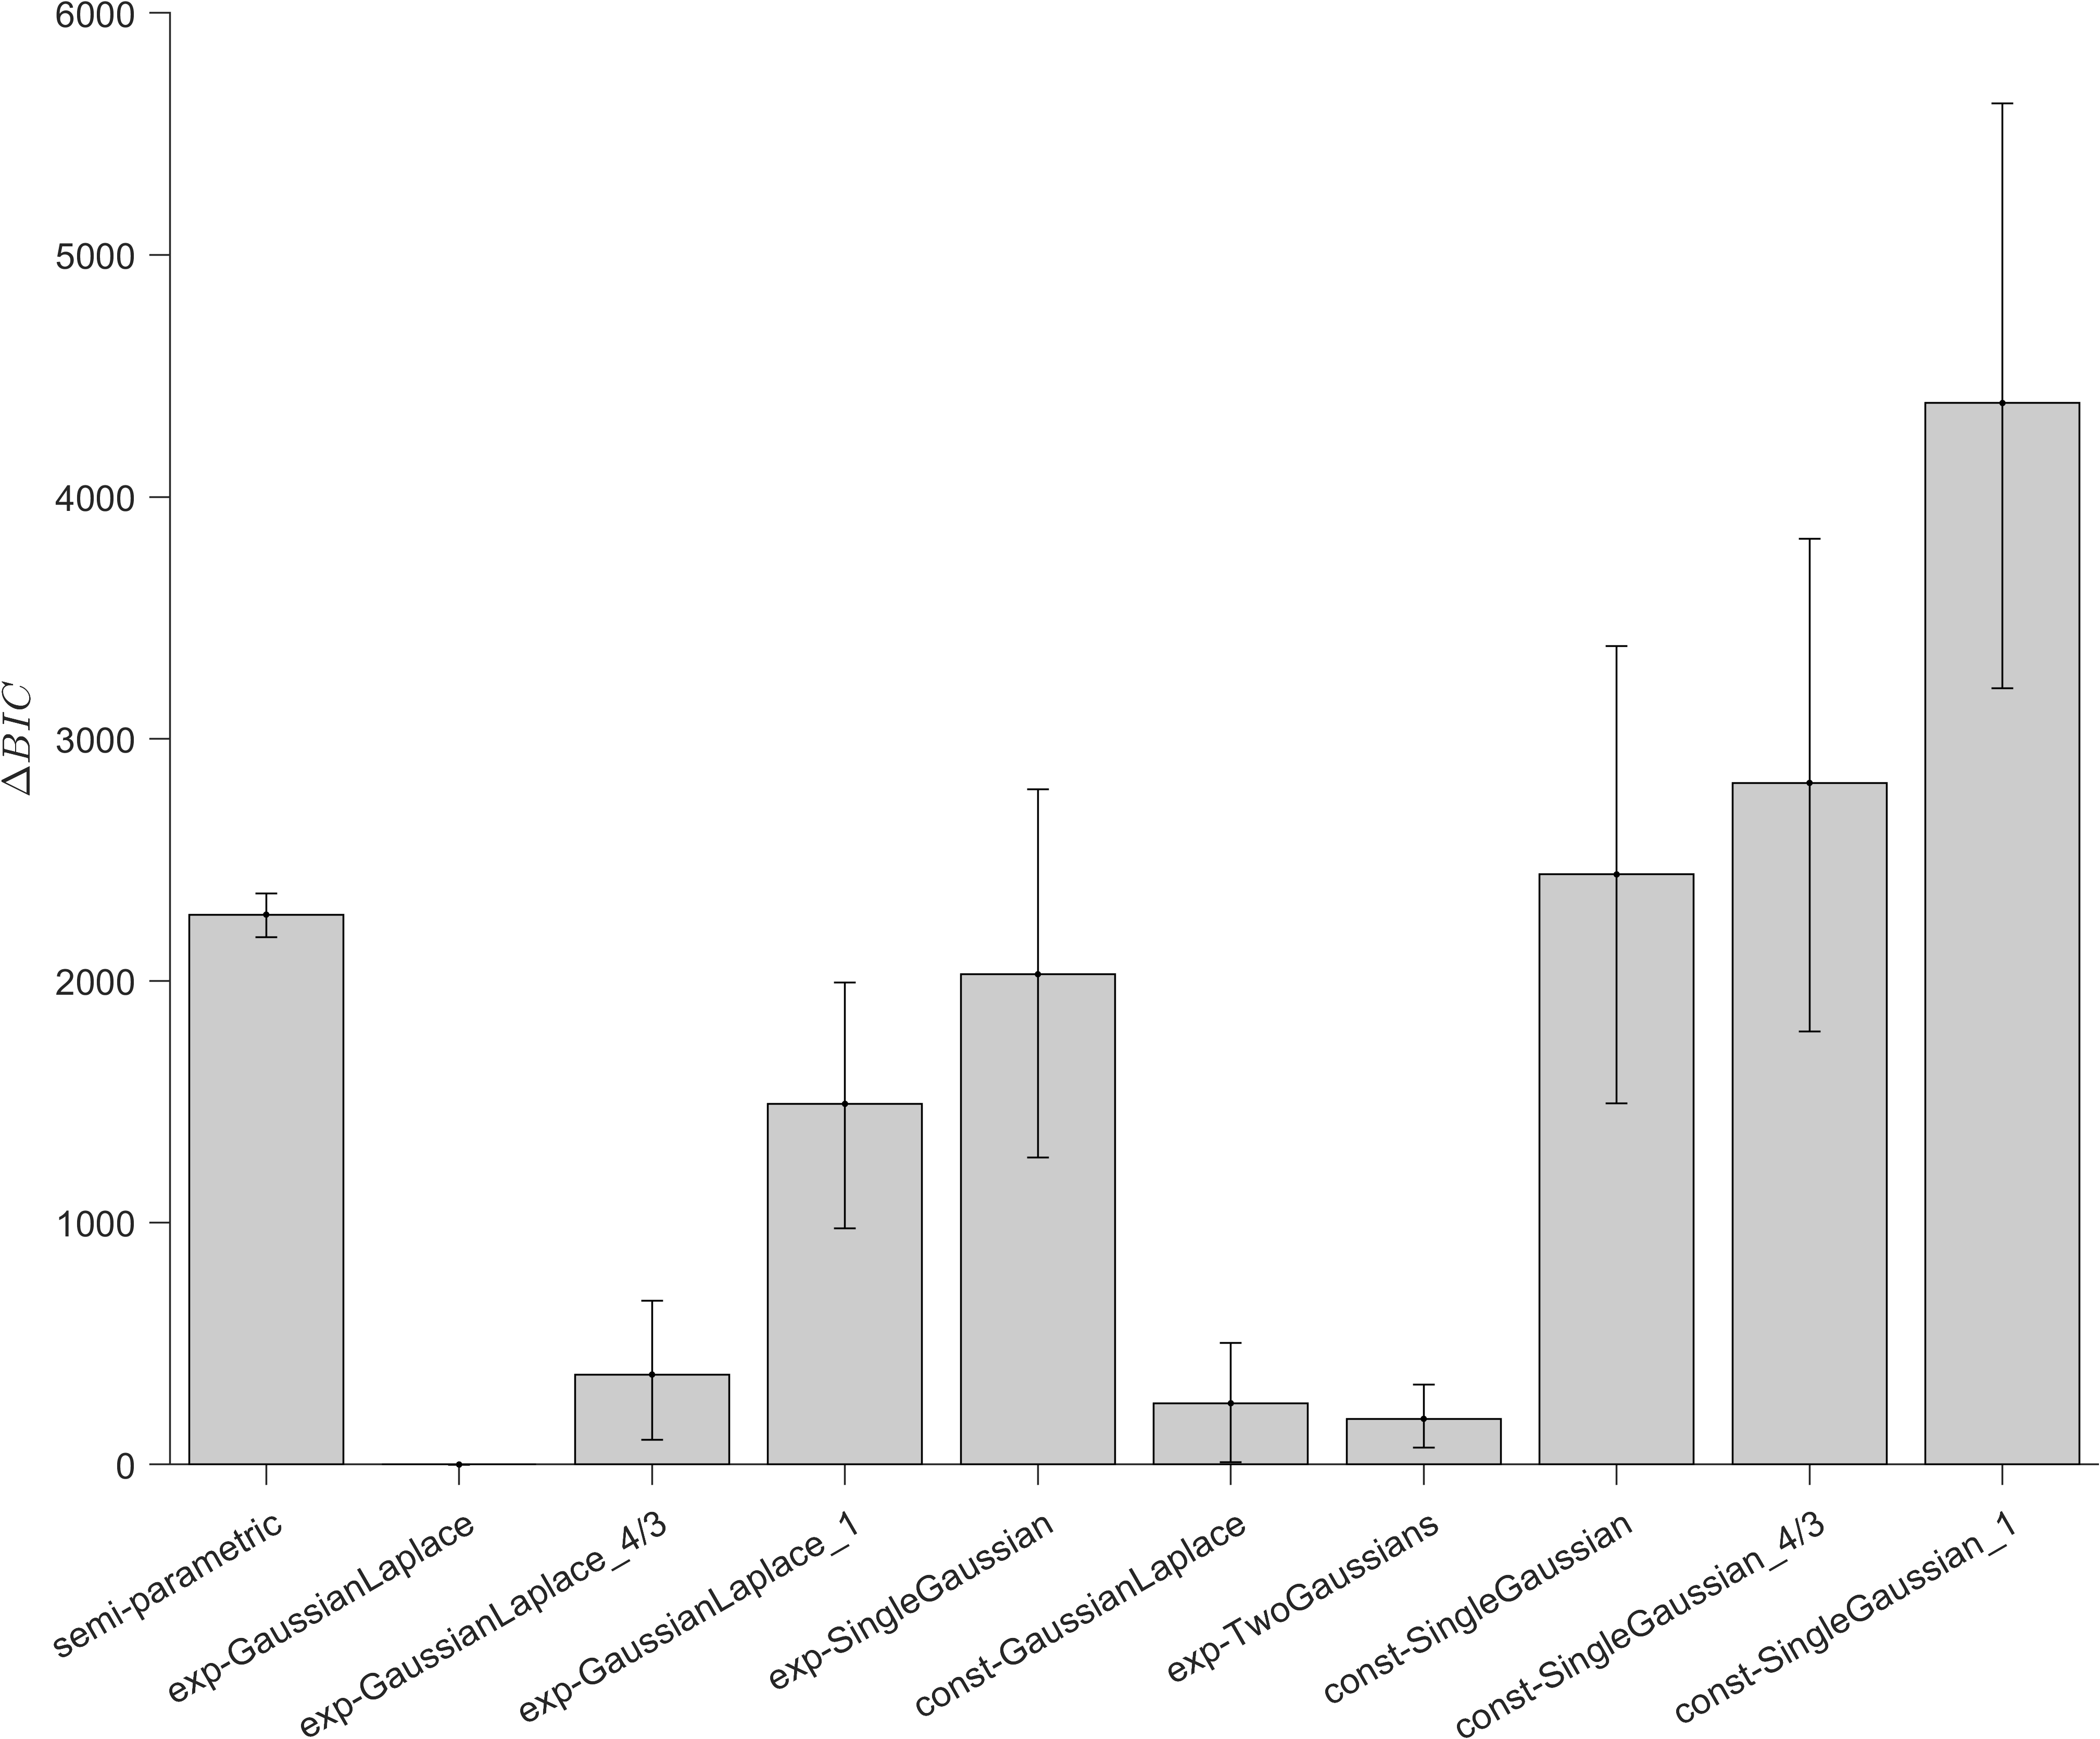 6000
5000
4000
3000
2000
1000
0
ΔBIC
semi-parametric
exp-GaussianLaplace
exp-GaussianLaplace_4/3
exp-GaussianLaplace_1
exp-SingleGaussian
const-GaussianLaplace
exp-TwoGaussians
const-SingleGaussian
const-SingleGaussian_4/3
const-SingleGaussian_1